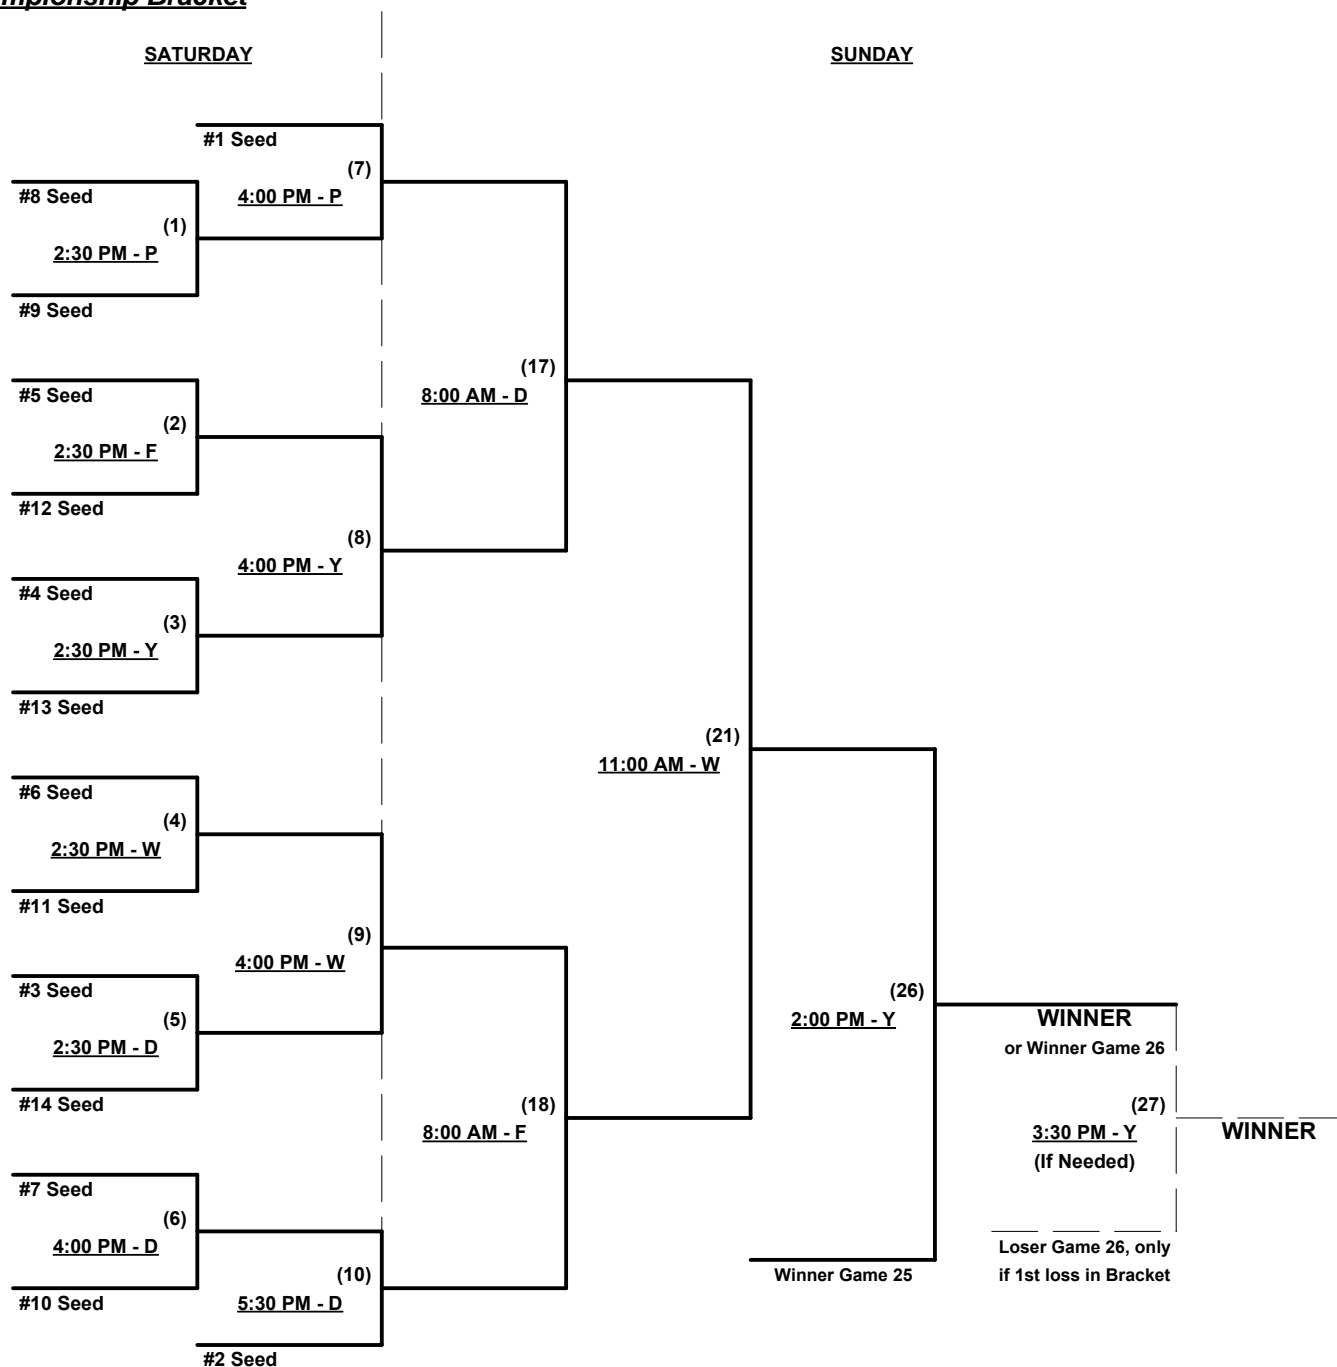 SATURDAY
SUNDAY
#1 Seed
(7)
4:00 PM - P
#8 Seed
(1)
2:30 PM - P
#9 Seed
(17)
8:00 AM - D
#5 Seed
(2)
2:30 PM - F
#12 Seed
(8)
4:00 PM - Y
#4 Seed
(3)
2:30 PM - Y
#13 Seed
(21)
11:00 AM - W
#6 Seed
(4)
2:30 PM - W
#11 Seed
(9)
4:00 PM - W
#3 Seed
(5)
2:30 PM - D
#14 Seed
(26)
2:00 PM - Y
WINNER
or Winner Game 26
(18)
8:00 AM - F
(27)
3:30 PM - Y
(If Needed)
WINNER
#7 Seed
(6)
4:00 PM - D
#10 Seed
(10)
5:30 PM - D
#2 Seed
Winner Game 25
Loser Game 26, only
if 1st loss in Bracket